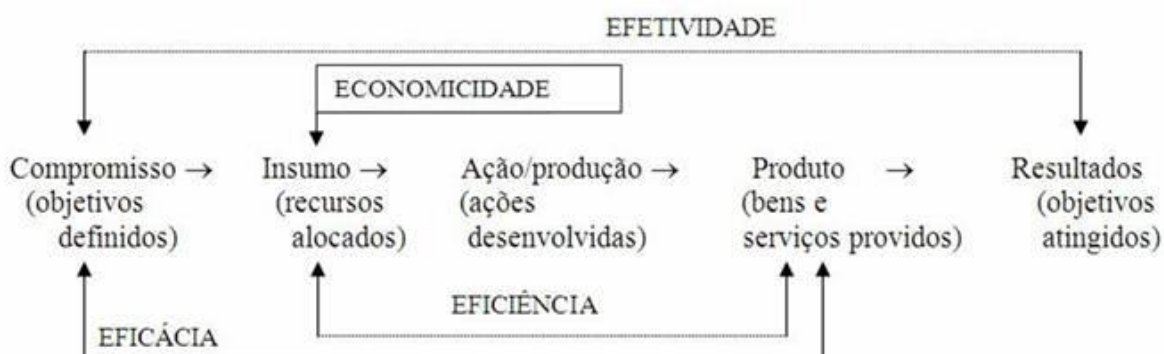 EFETIVIDADE
ECONOMICIDADE
Compromisso → Insumo → Ação/produção → Produto → Resultados
(objetivos (recursos (ações (bens e (objetivos
definidos) alocados) desenvolvidas) serviços providos) atingidos)
EFICIÊNCIA
EFICÁCIA